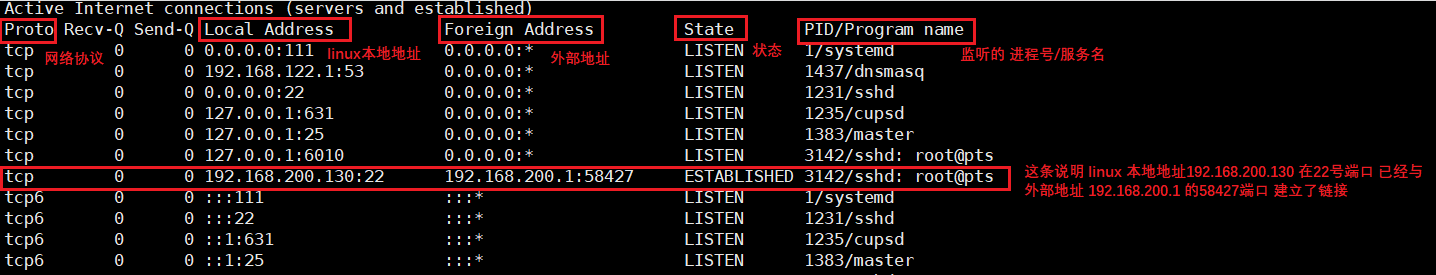 Active Internet connections (servers and established)
Proto Recv-Q Send-Q Local Address Foreign Address State PID/Program name
tcp 0 0 0.0.0.0:111 0.0.0.0:* LISTEN 1/systemd
网络协议 linux本地地址 外部地址 状态 监听的 进程号/服务名
tcp 0 0 192.168.122.1:53 0.0.0.0:* LISTEN 1437/dnsmasq
tcp 0 0 0.0.0.0:22 0.0.0.0:* LISTEN 1231/sshd
tcp 0 0 127.0.0.1:631 0.0.0.0:* LISTEN 1235/cupsd
tcp 0 0 127.0.0.1:25 0.0.0.0:* LISTEN 1383/master
tcp 0 0 127.0.0.1:6010 0.0.0.0:* LISTEN 3142/sshd: root@pts
tcp 0 0 192.168.200.130:22 192.168.200.1:58427 ESTABLISHED 3142/sshd: root@pts
这条说明 linux 本地地址192.168.200.130 在22号端口 已经与
外部地址 192.168.200.1 的58427端口 建立了链接
tcp6 0 0 :::111 :::* LISTEN 1/systemd
tcp6 0 0 :::22 :::* LISTEN 1231/sshd
tcp6 0 0 ::1:631 :::* LISTEN 1235/cupsd
tcp6 0 0 ::1:25 :::* LISTEN 1383/master